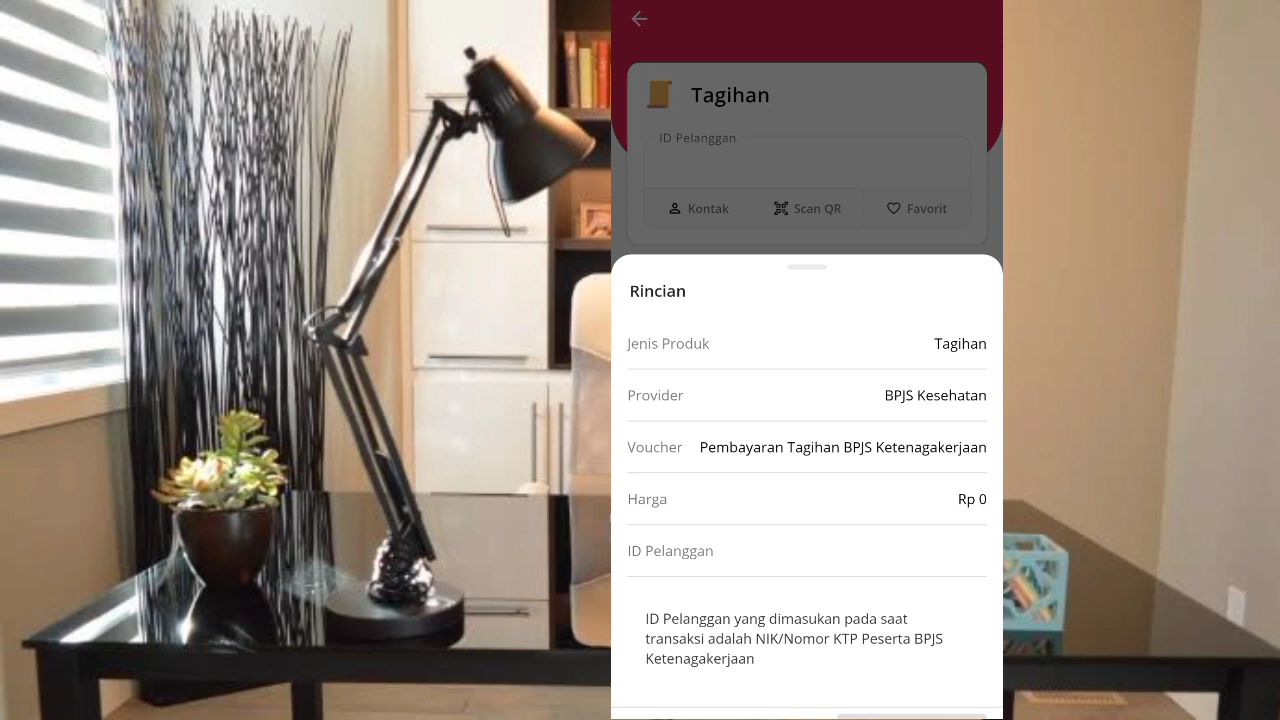 Tagihan
ID Pelanggan
Kontak
Scan QR
Favorit
Rincian
Jenis Produk Tagihan
Provider BPJS Kesehatan
Voucher Pembayaran Tagihan BPJS Ketenagakerjaan
Harga Rp 0
ID Pelanggan
ID Pelanggan yang dimasukan pada saat
transaksi adalah NIK/Nomor KTP Peserta BPJS
Ketenagakerjaan